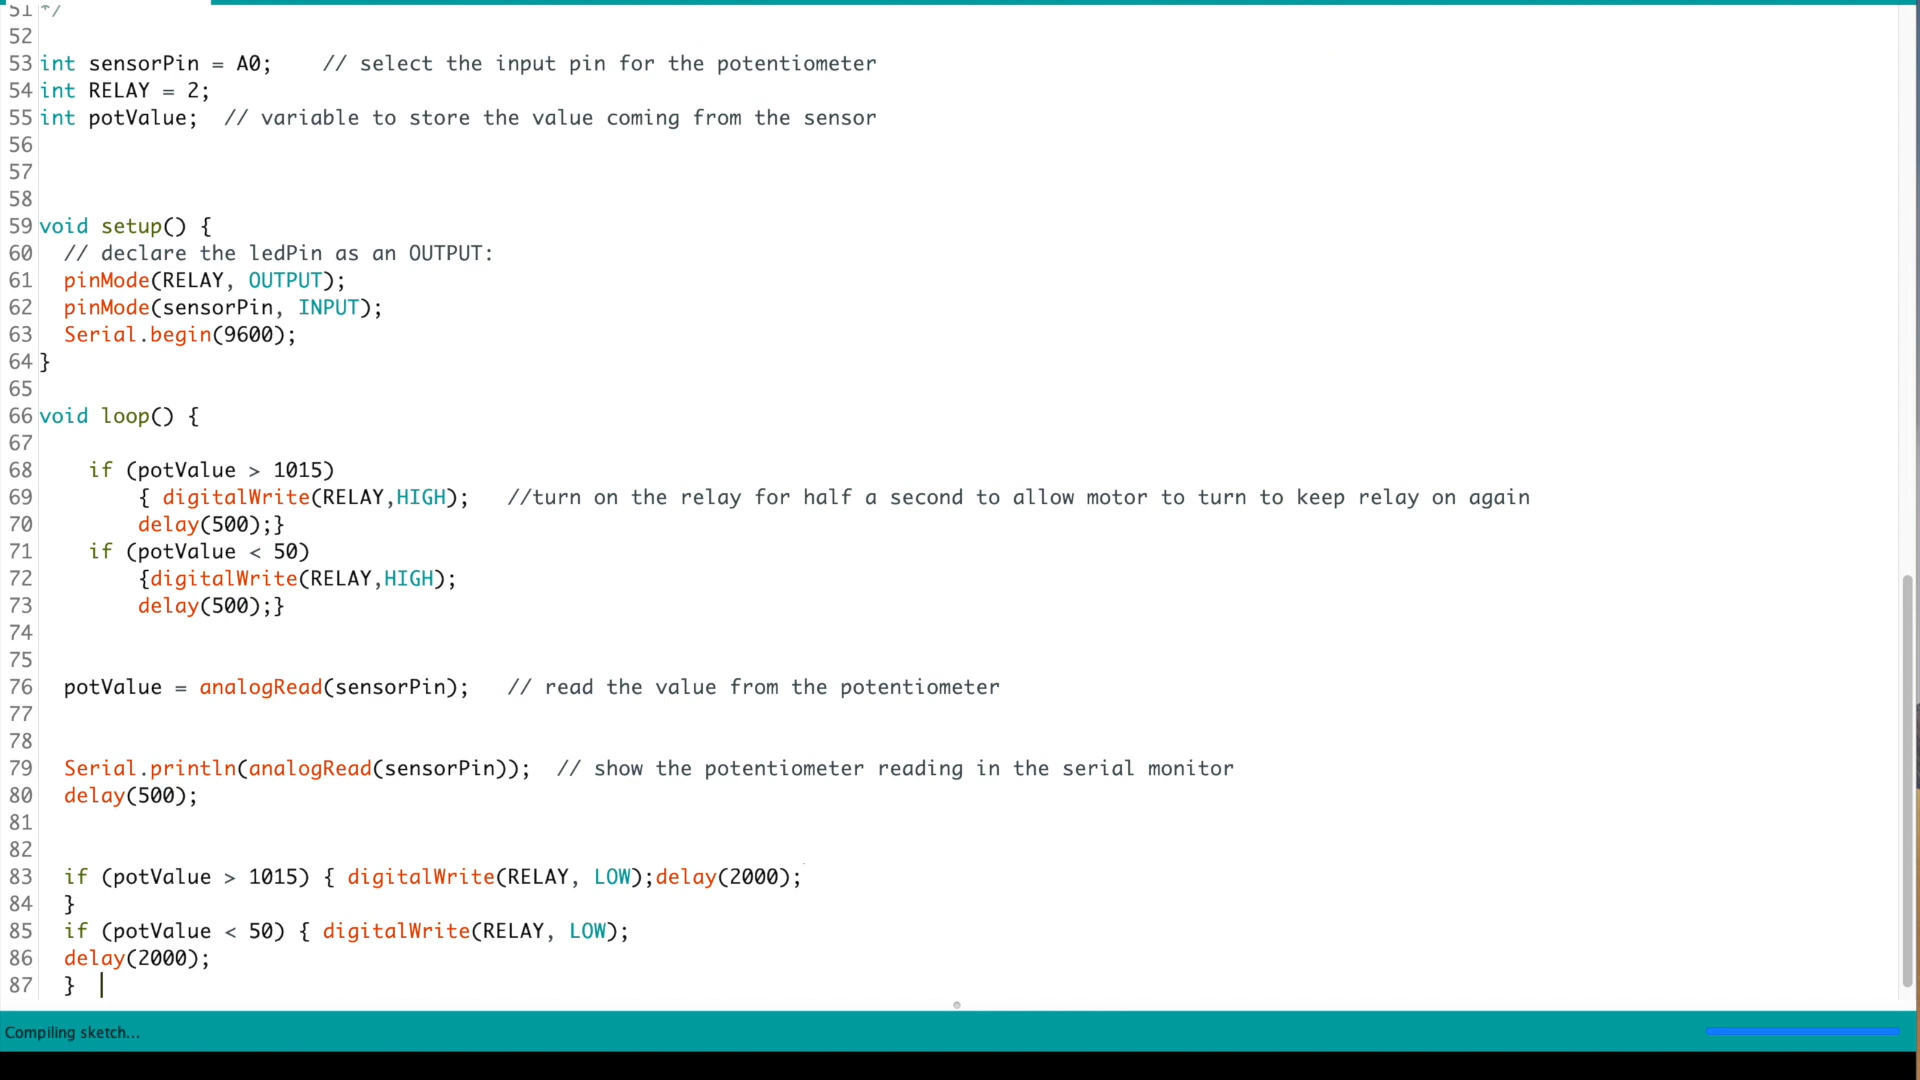 51 */
52
53 int sensorPin = A0;    // select the input pin for the potentiometer
54 int RELAY = 2;
55 int potValue;  // variable to store the value coming from the sensor
56
57
58
59 void setup() {
60   // declare the ledPin as an OUTPUT:
61   pinMode(RELAY, OUTPUT);
62   pinMode(sensorPin, INPUT);
63   Serial.begin(9600);
64 }
65
66 void loop() {
67
68     if (potValue > 1015)
69         { digitalWrite(RELAY,HIGH);   //turn on the relay for half a second to allow motor to turn to keep relay on again
70         delay(500);}
71     if (potValue < 50)
72         {digitalWrite(RELAY,HIGH);
73         delay(500);}
74
75
76   potValue = analogRead(sensorPin);   // read the value from the potentiometer
77
78
79   Serial.println(analogRead(sensorPin));  // show the potentiometer reading in the serial monitor
80   delay(500);
81
82
83   if (potValue > 1015) { digitalWrite(RELAY, LOW);delay(2000);
84   }
85   if (potValue < 50) { digitalWrite(RELAY, LOW);
86   delay(2000);
87   }
Compiling sketch...